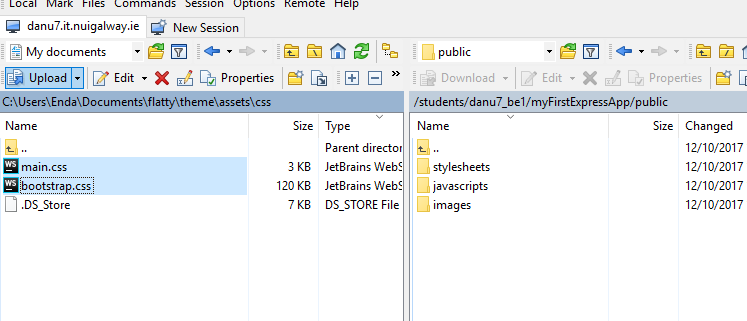 Local Mark Files Commands Session Options Remote Help
danu7.it.nuigalway.ie New Session
My documents public
Upload Edit Properties » Download Edit Properties
C:\Users\Enda\Documents\flatty\theme\assets\css /students/danu7_be1/myFirstExpressApp/public
Name Size Type Name Size Changed
.. Parent director .. 12/10/2017
WS main.css 3 KB JetBrains WebS stylesheets 12/10/2017
WS bootstrap.css 120 KB JetBrains WebS javascripts 12/10/2017
.DS_Store 7 KB DS_STORE File images 12/10/2017